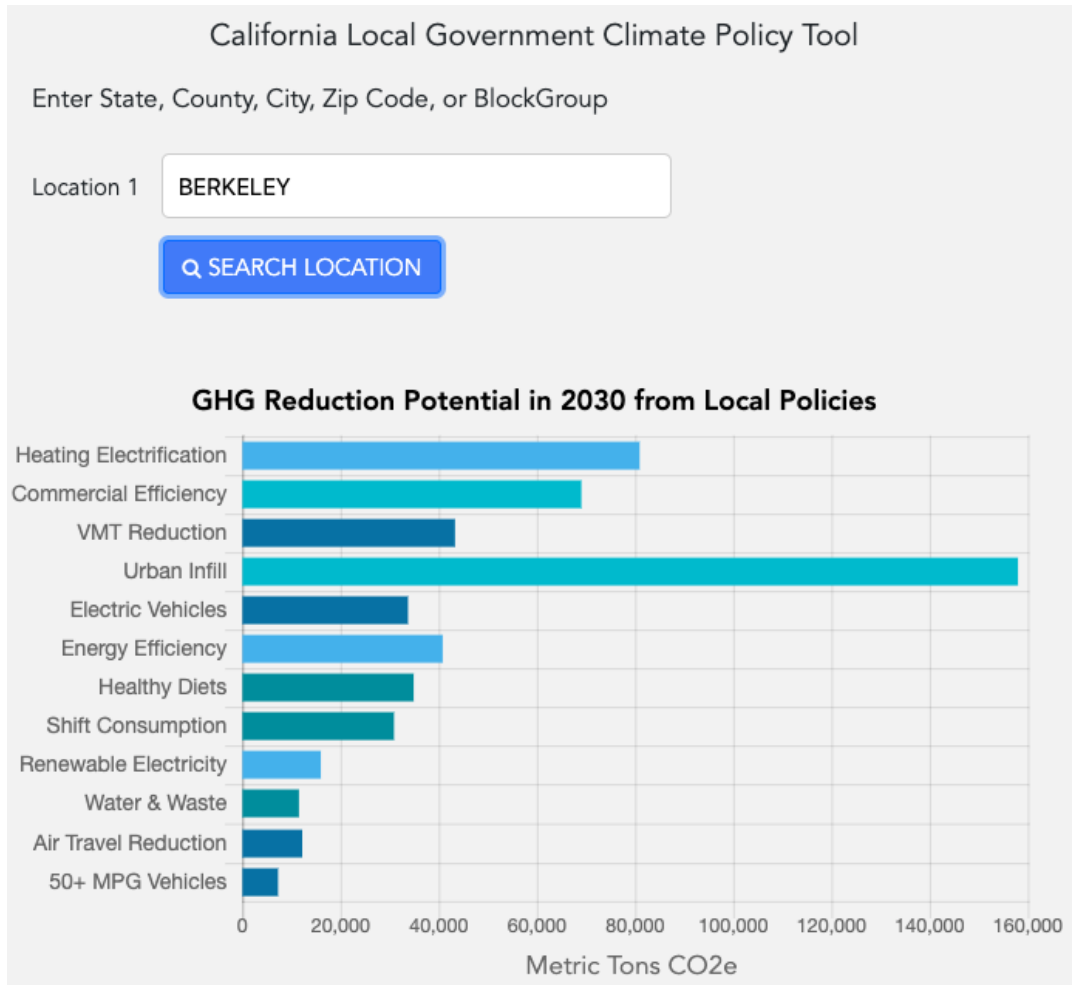 California Local Government Climate Policy Tool
Enter State, County, City, Zip Code, or BlockGroup
Location 1 BERKELEY
SEARCH LOCATION
GHG Reduction Potential in 2030 from Local Policies
Heating Electrification
Commercial Efficiency
VMT Reduction
Urban Infill
Electric Vehicles
Energy Efficiency
Healthy Diets
Shift Consumption
Renewable Electricity
Water & Waste
Air Travel Reduction
50+ MPG Vehicles
0 20,000 40,000 60,000 80,000 100,000 120,000 140,000 160,000
Metric Tons CO2e